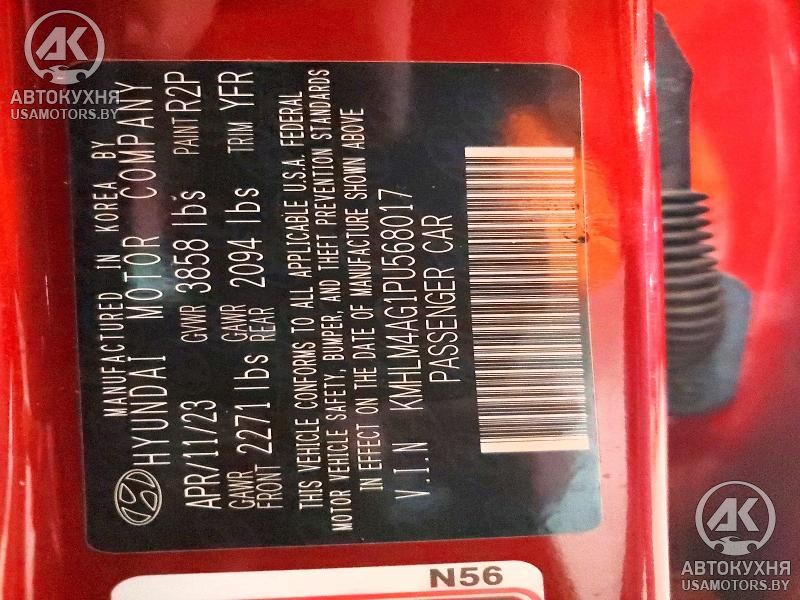 AK
АВТОКУХНЯ
USAMOTORS.BY
MANUFACTURED IN KOREA BY
HYUNDAI MOTOR COMPANY
APR/11/23 GVWR 3858 lbs PAINT R2P
GAWR FRONT 2271 lbs GAWR REAR 2094 lbs TRIM YFR
THIS VEHICLE CONFORMS TO ALL APPLICABLE U.S.A. FEDERAL
MOTOR VEHICLE SAFETY, BUMPER, AND THEFT PREVENTION STANDARDS
IN EFFECT ON THE DATE OF MANUFACTURE SHOWN ABOVE
V.I.N KMHLM4AG1PU568017
PASSENGER CAR
N56
AK
АВТОКУХНЯ
USAMOTORS.BY